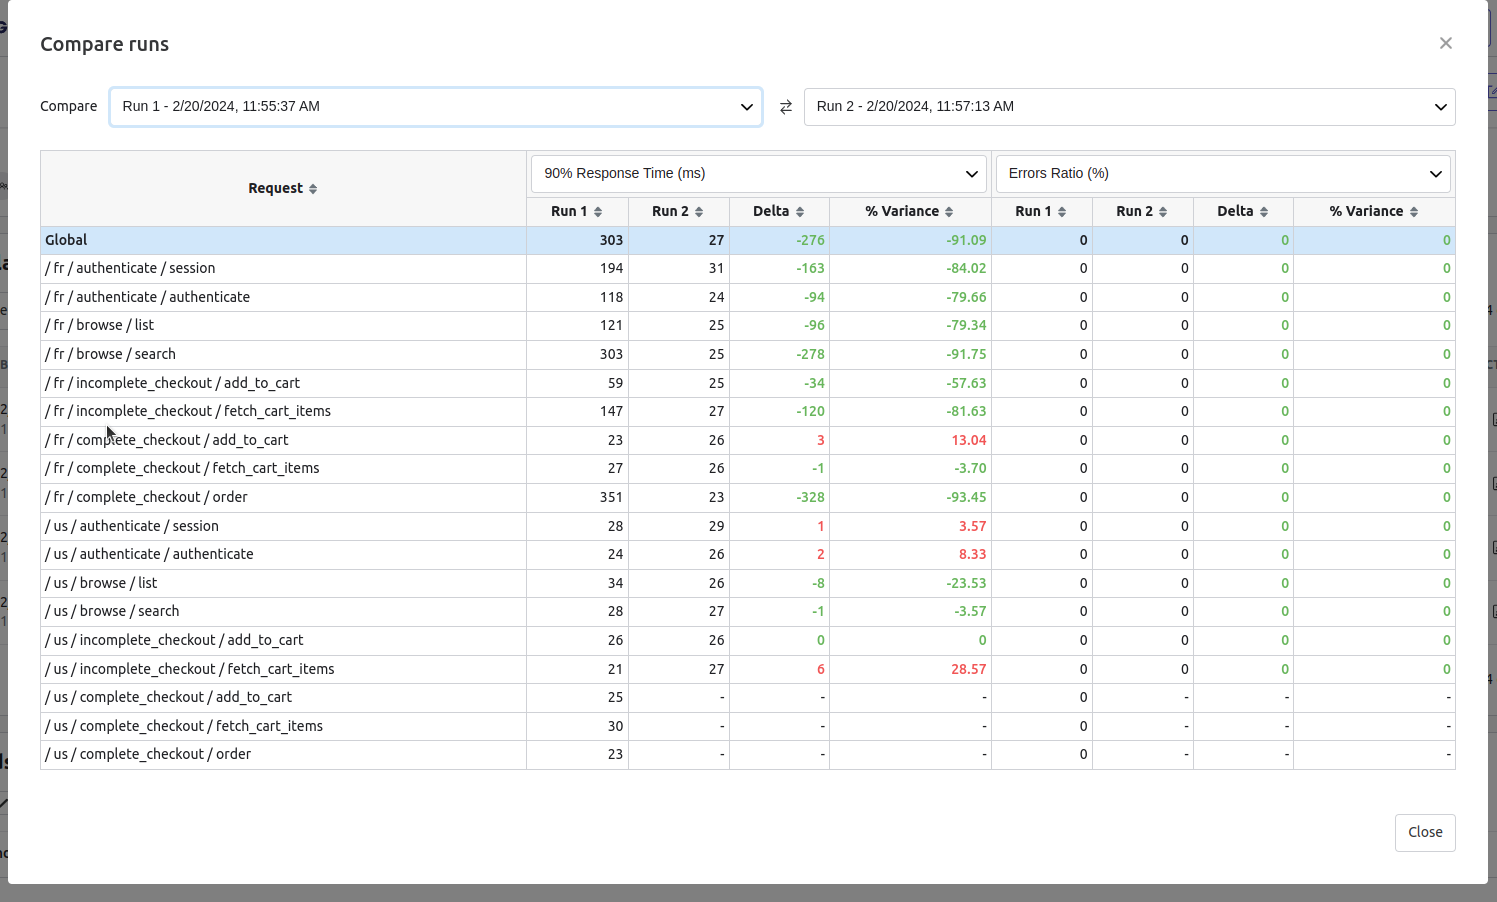 Compare runs
Compare Run 1 - 2/20/2024, 11:55:37 AM Run 2 - 2/20/2024, 11:57:13 AM
Request 90% Response Time (ms) Errors Ratio (%)
Run 1 Run 2 Delta % Variance Run 1 Run 2 Delta % Variance
Global 303 27 -276 -91.09 0 0 0 0
/ fr / authenticate / session 194 31 -163 -84.02 0 0 0 0
/ fr / authenticate / authenticate 118 24 -94 -79.66 0 0 0 0
/ fr / browse / list 121 25 -96 -79.34 0 0 0 0
/ fr / browse / search 303 25 -278 -91.75 0 0 0 0
/ fr / incomplete_checkout / add_to_cart 59 25 -34 -57.63 0 0 0 0
/ fr / incomplete_checkout / fetch_cart_items 147 27 -120 -81.63 0 0 0 0
/ fr / complete_checkout / add_to_cart 23 26 3 13.04 0 0 0 0
/ fr / complete_checkout / fetch_cart_items 27 26 -1 -3.70 0 0 0 0
/ fr / complete_checkout / order 351 23 -328 -93.45 0 0 0 0
/ us / authenticate / session 28 29 1 3.57 0 0 0 0
/ us / authenticate / authenticate 24 26 2 8.33 0 0 0 0
/ us / browse / list 34 26 -8 -23.53 0 0 0 0
/ us / browse / search 28 27 -1 -3.57 0 0 0 0
/ us / incomplete_checkout / add_to_cart 26 26 0 0 0 0 0 0
/ us / incomplete_checkout / fetch_cart_items 21 27 6 28.57 0 0 0 0
/ us / complete_checkout / add_to_cart 25 - - - 0 - - -
/ us / complete_checkout / fetch_cart_items 30 - - - 0 - - -
/ us / complete_checkout / order 23 - - - 0 - - -
Close